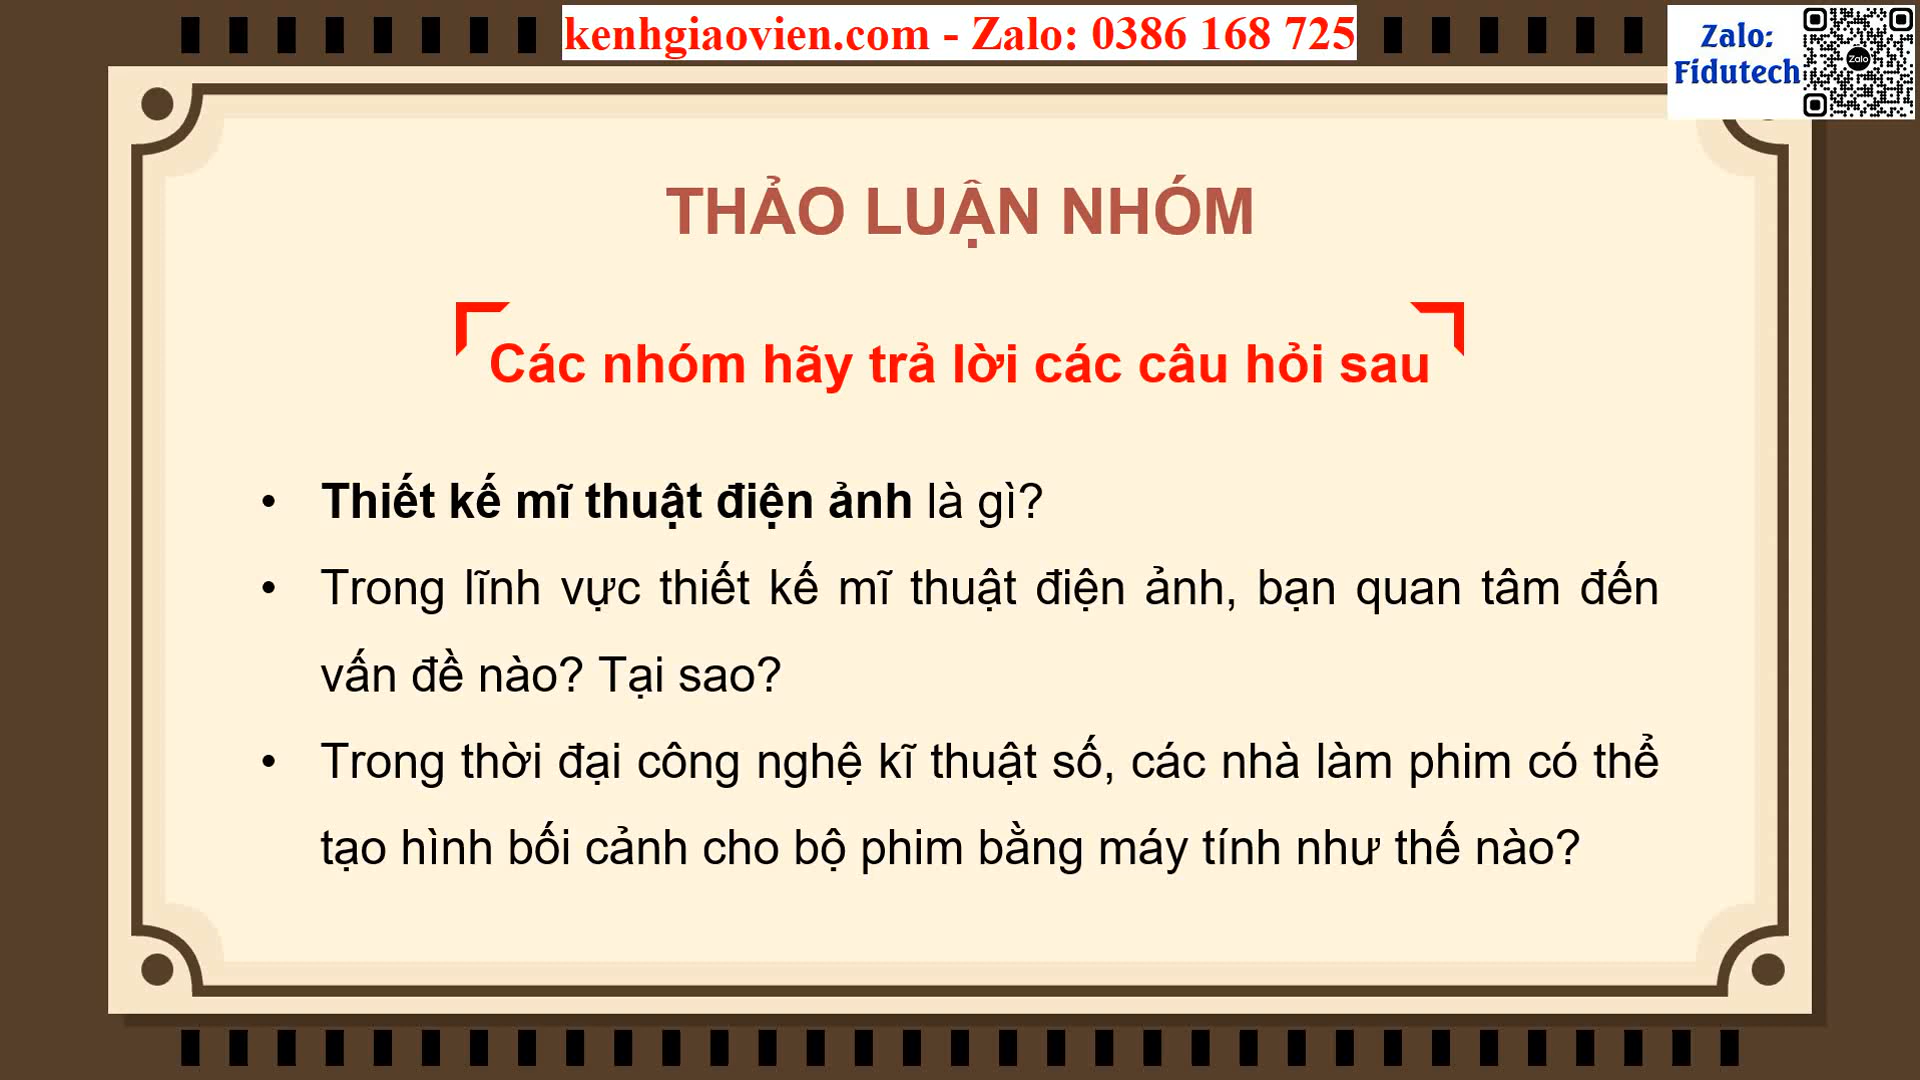 kenhgiaovien.com - Zalo: 0386 168 725
Zalo:
Fidutech
Zalo
THẢO LUẬN NHÓM
Các nhóm hãy trả lời các câu hỏi sau
• Thiết kế mĩ thuật điện ảnh là gì?
• Trong lĩnh vực thiết kế mĩ thuật điện ảnh, bạn quan tâm đến
vấn đề nào? Tại sao?
• Trong thời đại công nghệ kĩ thuật số, các nhà làm phim có thể
tạo hình bối cảnh cho bộ phim bằng máy tính như thế nào?